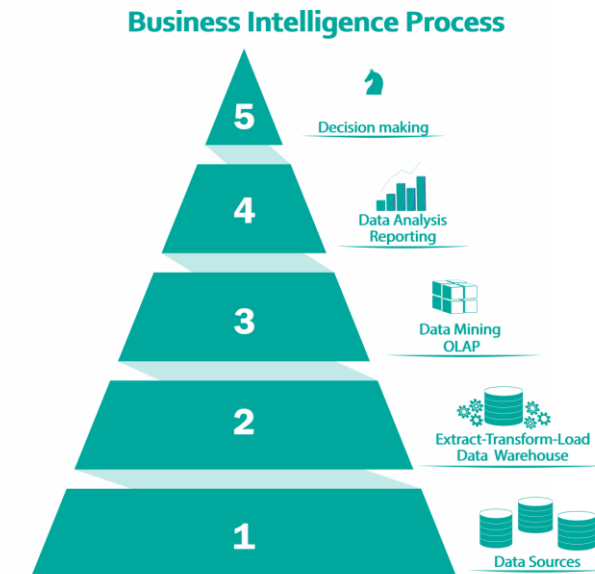 Business Intelligence Process
5
Decision making
4
Data Analysis
Reporting
3
Data Mining
OLAP
2
Extract-Transform-Load
Data Warehouse
1
Data Sources